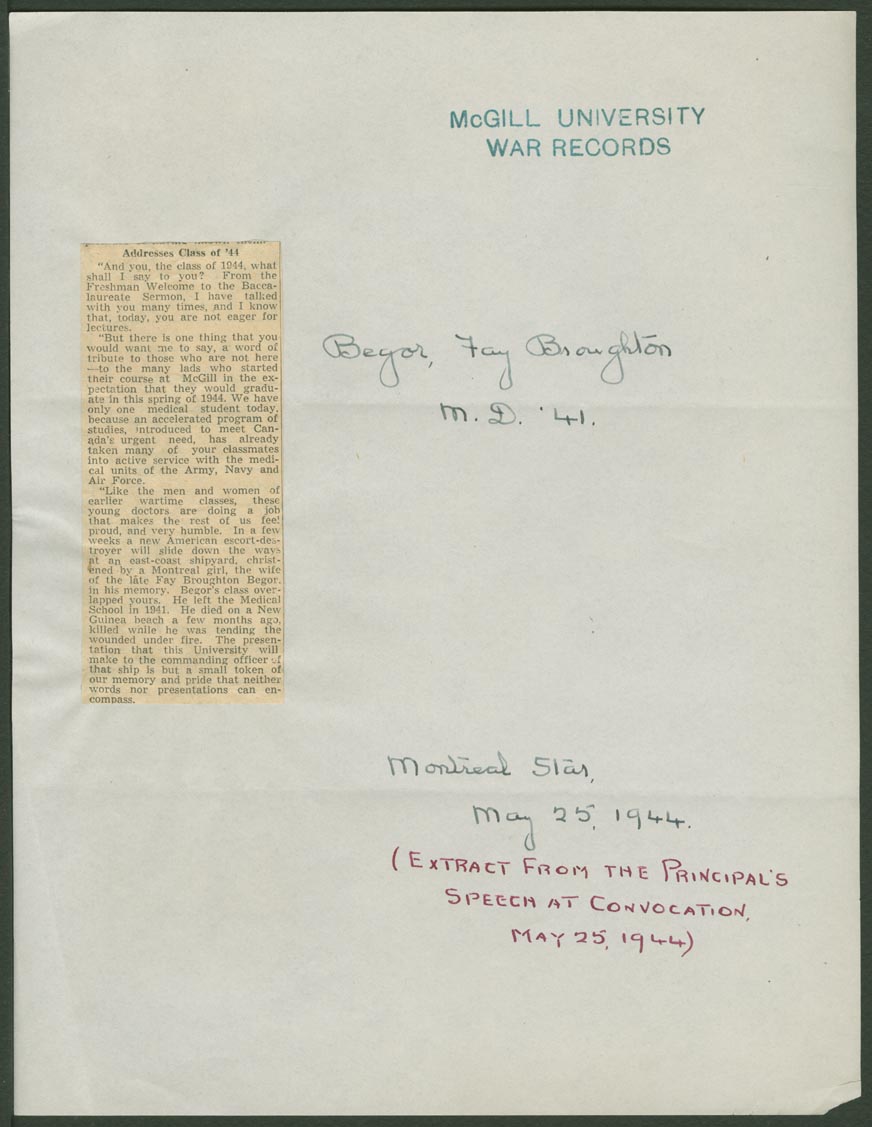 McGILL UNIVERSITY
WAR RECORDS
Addresses Class of '44
"And you, the class of 1944, what
shall I say to you? From the
Freshman Welcome to the Bacca-
laureate Sermon, I have talked
with you many times, and I know
that, today, you are not eager for
lectures.
"But there is one thing that you
would want me to say, a word of
tribute to those who are not here
—to the many lads who started
their course at McGill in the ex-
pectation that they would gradu-
ate in this spring of 1944. We have
only one medical student today,
because an accelerated program of
studies, introduced to meet Can-
ada's urgent need, has already
taken many of your classmates
into active service with the medi-
cal units of the Army, Navy and
Air Force.
"Like the men and women of
earlier wartime classes, these
young doctors are doing a job
that makes the rest of us feel
proud, and very humble. In a few
weeks a new American escort-des-
troyer will slide down the ways
at an east-coast shipyard, christ-
ened by a Montreal girl, the wife
of the late Fay Broughton Begor,
in his memory. Begor's class over-
lapped yours. He left the Medical
School in 1941. He died on a New
Guinea beach a few months ago,
killed while he was tending the
wounded under fire. The presen-
tation that this University will
make to the commanding officer of
that ship is but a small token of
our memory and pride that neither
words nor presentations can en-
compass.
Begor, Fay Broughton
M. D. '41.
Montreal Star,
May 25, 1944.
(EXTRACT FROM THE PRINCIPAL'S
SPEECH AT CONVOCATION,
MAY 25, 1944)